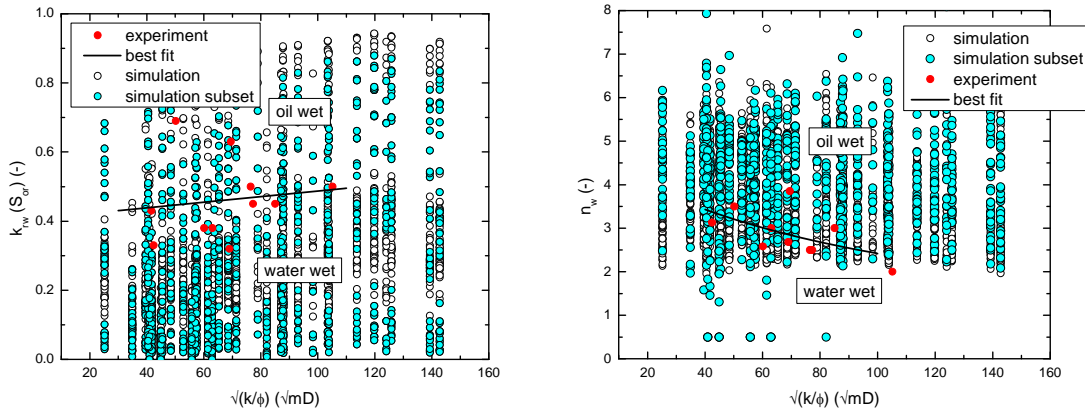 k_rw (S_or) (-)
1.0
0.8
0.6
0.4
0.2
0.0
experiment
best fit
simulation
simulation subset
oil wet
water wet
20 40 60 80 100 120 140 160
√(k/ϕ) (√mD)
n_w (-)
8
7
6
5
4
3
2
1
0
simulation
simulation subset
experiment
best fit
oil wet
water wet
20 40 60 80 100 120 140 160
√(k/ϕ) (√mD)